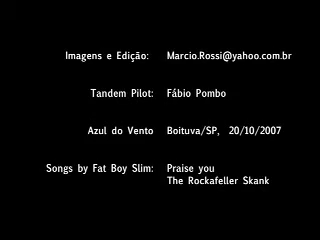 Imagens e Edição: Marcio.Rossi@yahoo.com.br
Tandem Pilot: Fábio Pombo
Azul do Vento Boituva/SP, 20/10/2007
Songs by Fat Boy Slim: Praise you
The Rockafeller Skank